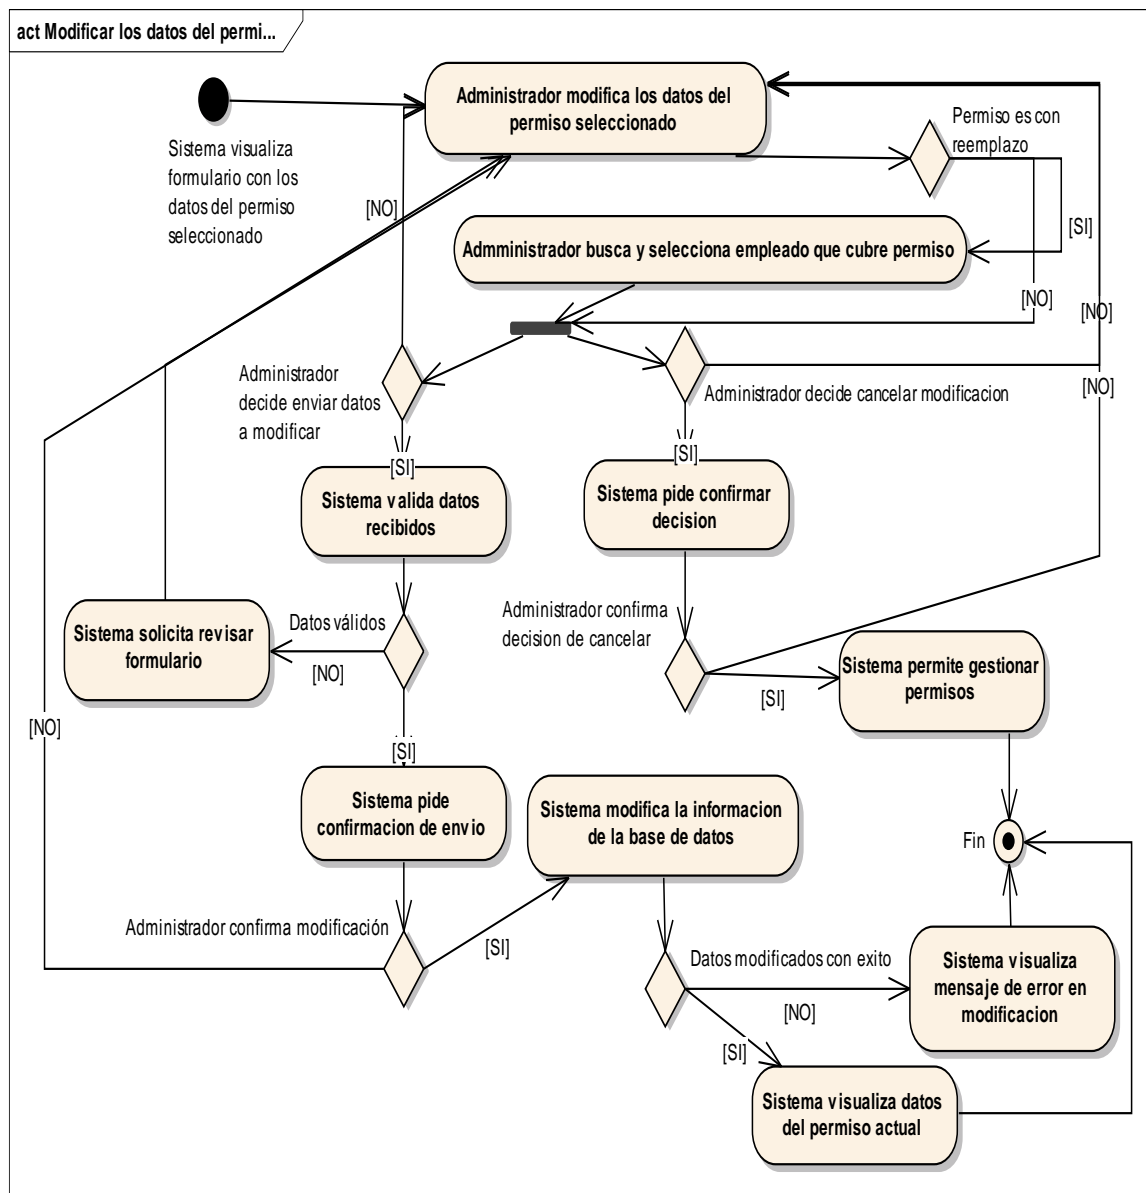 act Modificar los datos del permi...
Administrador modifica los datos del
permiso seleccionado
Permiso es con
reemplazo
Sistema visualiza
formulario con los
datos del permiso
seleccionado
[NO]
[SI]
Admministrador busca y selecciona empleado que cubre permiso
[NO]
[NO]
Administrador
decide enviar datos
a modificar
Administrador decide cancelar modificacion
[NO]
[SI]
[SI]
Sistema valida datos
recibidos
Sistema pide confirmar
decision
Administrador confirma
decision de cancelar
Datos válidos
[NO]
Sistema solicita revisar
formulario
Sistema permite gestionar
permisos
[SI]
[NO]
[SI]
Sistema pide
confirmacion de envio
Sistema modifica la informacion
de la base de datos
Fin
Administrador confirma modificación
[SI]
Datos modificados con exito
[NO]
Sistema visualiza
mensaje de error en
modificacion
[SI]
Sistema visualiza datos
del permiso actual